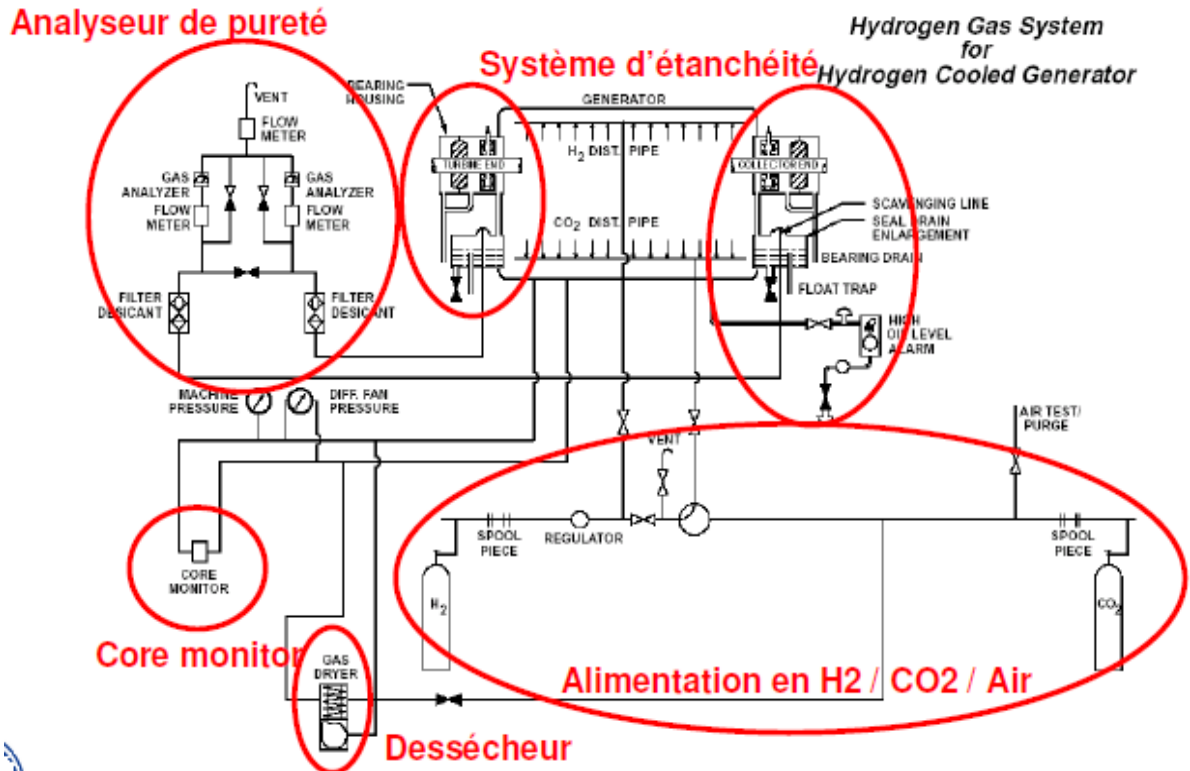 Analyseur de pureté
Hydrogen Gas System
for
Hydrogen Cooled Generator
Système d'étanchéité
BEARING
HOUSING
GENERATOR
VENT
FLOW
METER
H2 DIST. PIPE
TURBINE END
COLLECTOR END
GAS
ANALYZER
GAS
ANALYZER
FLOW
METER
FLOW
METER
SCAVENGING LINE
SEAL DRAIN
ENLARGEMENT
CO2 DIST. PIPE
BEARING DRAIN
FLOAT TRAP
FILTER
DESICANT
FILTER
DESICANT
HIGH
OIL LEVEL
ALARM
MACHINE
PRESSURE
DIFF. FAN
PRESSURE
AIR TEST/
PURGE
VENT
SPOOL
PIECE
REGULATOR
SPOOL
PIECE
CORE
MONITOR
H2
CO2
Core monitor
GAS
DRYER
Alimentation en H2 / CO2 / Air
Dessécheur